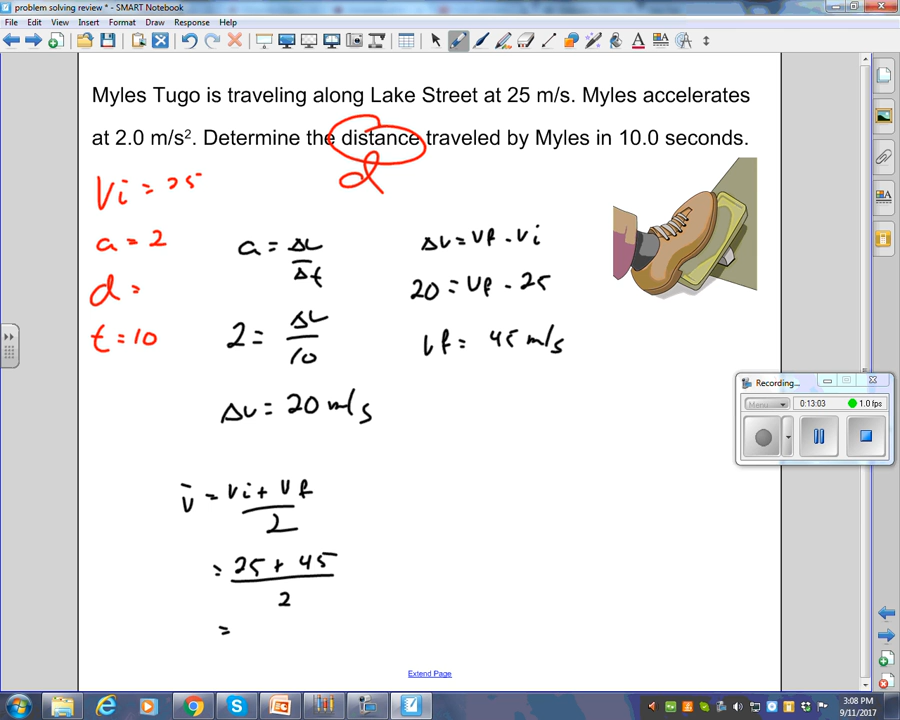 problem solving review * - SMART Notebook
File Edit View Insert Format Draw Response Help
Myles Tugo is traveling along Lake Street at 25 m/s. Myles accelerates
at 2.0 m/s². Determine the distance traveled by Myles in 10.0 seconds.
d
Vi = 25
a = 2
d =
t = 10
a = Δv
Δt
2 = Δv
10
Δv = 20 m/s
Δv = vf - vi
20 = vf - 25
vf = 45 m/s
v̄ = vi + vf
2
= 25 + 45
2
=
Recording...
Menu
0:13:03
1.0 fps
Extend Page
3:08 PM
9/11/2017